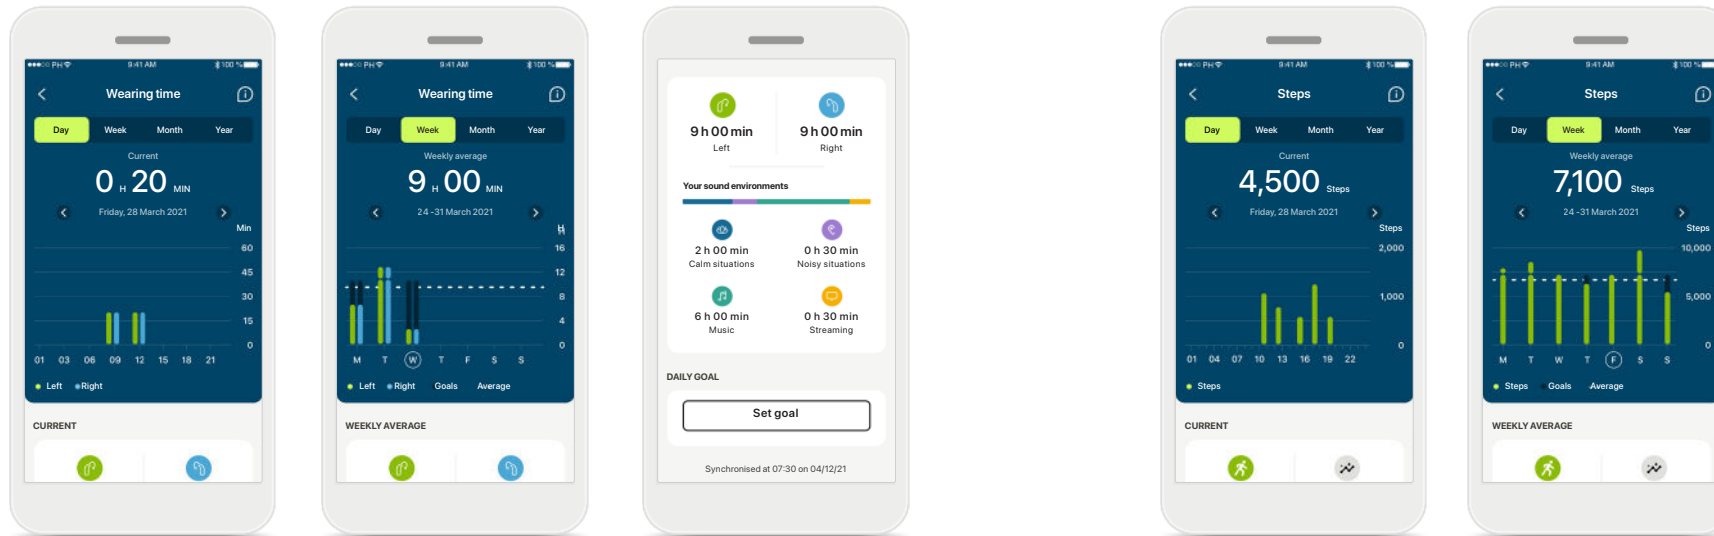 PH 9:41 AM 100 %
Wearing time
Day Week Month Year
Current
0 H 20 MIN
Friday, 28 March 2021
Min
60
45
30
15
0
01 03 06 09 12 15 18 21
Left Right
CURRENT
PH 9:41 AM 100 %
Wearing time
Day Week Month Year
Weekly average
9 H 00 MIN
24 -31 March 2021
H
16
12
8
4
0
M T W T F S S
Left Right Goals Average
WEEKLY AVERAGE
9 h 00 min 9 h 00 min
Left Right
Your sound environments
2 h 00 min 0 h 30 min
Calm situations Noisy situations
6 h 00 min 0 h 30 min
Music Streaming
DAILY GOAL
Set goal
Synchronised at 07:30 on 04/12/21
PH 9:41 AM 100 %
Steps
Day Week Month Year
Current
4,500 Steps
Friday, 28 March 2021
Steps
2,000
1,000
0
01 04 07 10 13 16 19 22
Steps
CURRENT
PH 9:41 AM 100 %
Steps
Day Week Month Year
Weekly average
7,100 Steps
24 -31 March 2021
Steps
10,000
5,000
0
M T W T F S S
Steps Goals Average
WEEKLY AVERAGE